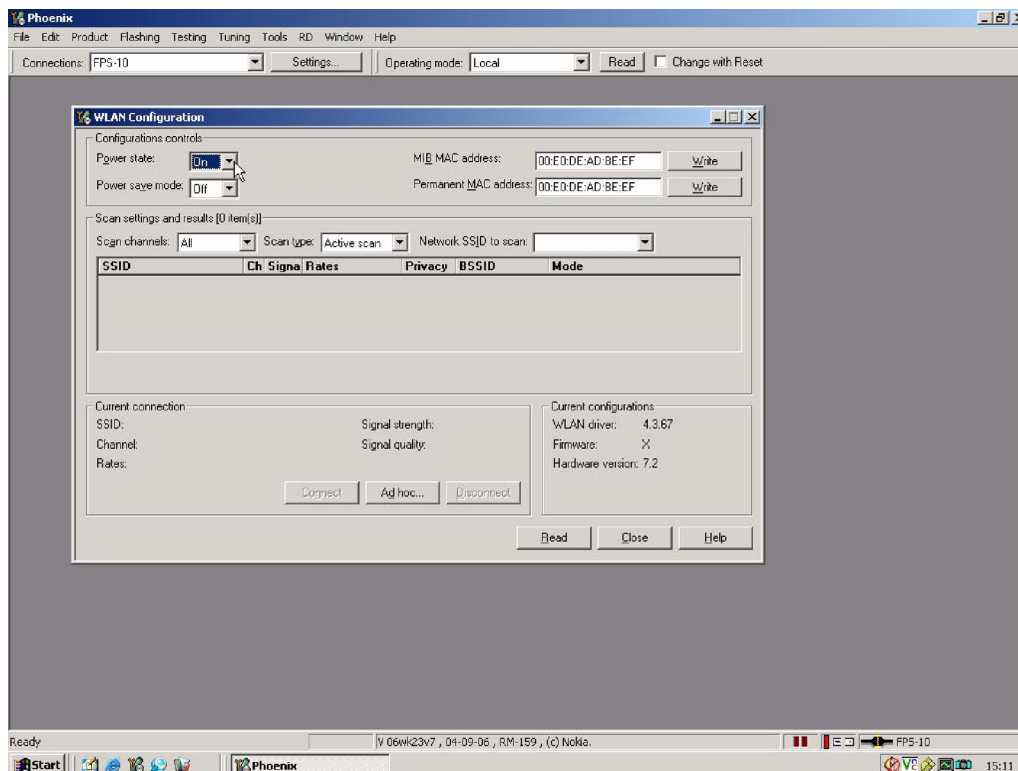 Phoenix
File Edit Product Flashing Testing Tuning Tools RD Window Help
Connections: FPS-10 Settings... Operating mode: Local Read Change with Reset
WLAN Configuration
Configurations controls
Power state: On MIB MAC address: 00:E0:DE:AD:BE:EF Write
Power save mode: Off Permanent MAC address: 00:E0:DE:AD:BE:EF Write
Scan settings and results [0 item(s)]
Scan channels: All Scan type: Active scan Network SSID to scan:
SSID Ch Signa Rates Privacy BSSID Mode
Current connection
SSID: Signal strength:
Channel: Signal quality:
Rates:
Connect Ad hoc... Disconnect
Current configurations
WLAN driver: 4.3.67
Firmware: X
Hardware version: 7.2
Read Close Help
Ready V 06wk23v7 , 04-09-06 , RM-159 , (c) Nokia. FPS-10
Start Phoenix 15:11